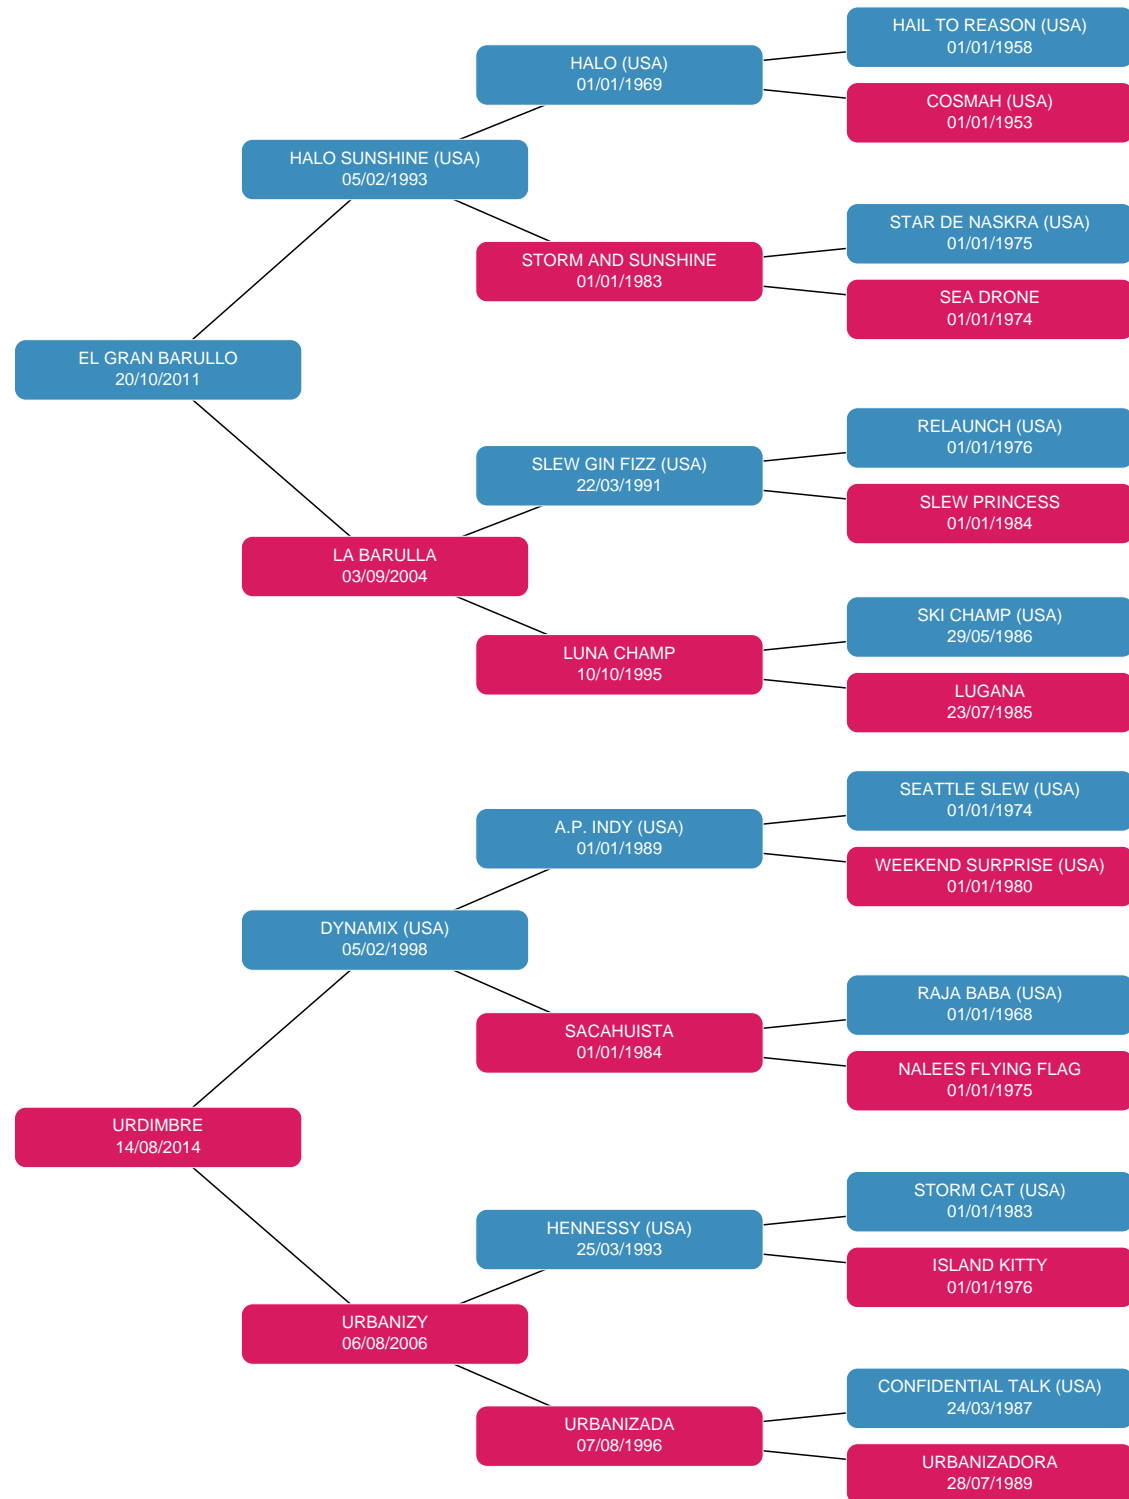 HAIL TO REASON (USA)
01/01/1958
HALO (USA)
01/01/1969
COSMAH (USA)
01/01/1953
HALO SUNSHINE (USA)
05/02/1993
STAR DE NASKRA (USA)
01/01/1975
STORM AND SUNSHINE
01/01/1983
SEA DRONE
01/01/1974
EL GRAN BARULLO
20/10/2011
RELAUNCH (USA)
01/01/1976
SLEW GIN FIZZ (USA)
22/03/1991
SLEW PRINCESS
01/01/1984
LA BARULLA
03/09/2004
SKI CHAMP (USA)
29/05/1986
LUNA CHAMP
10/10/1995
LUGANA
23/07/1985
SEATTLE SLEW (USA)
01/01/1974
A.P. INDY (USA)
01/01/1989
WEEKEND SURPRISE (USA)
01/01/1980
DYNAMIX (USA)
05/02/1998
RAJA BABA (USA)
01/01/1968
SACAHUISTA
01/01/1984
NALEES FLYING FLAG
01/01/1975
URDIMBRE
14/08/2014
STORM CAT (USA)
01/01/1983
HENNESSY (USA)
25/03/1993
ISLAND KITTY
01/01/1976
URBANIZY
06/08/2006
CONFIDENTIAL TALK (USA)
24/03/1987
URBANIZADA
07/08/1996
URBANIZADORA
28/07/1989